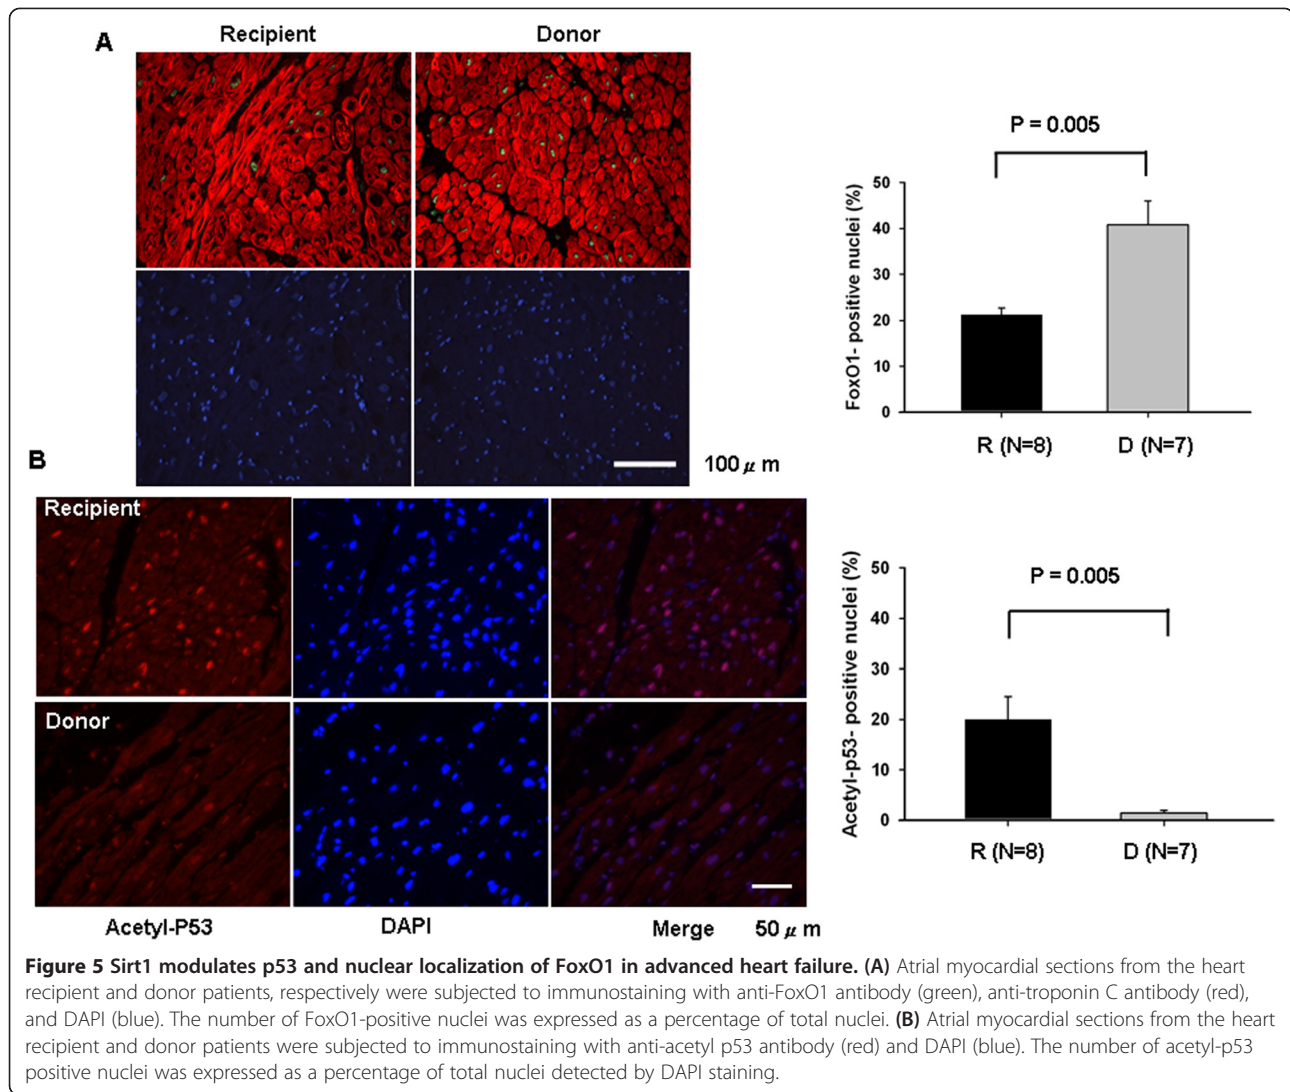 A
Recipient
Donor
P = 0.005
FoxO1- positive nuclei (%)
50
40
30
20
10
0
R (N=8)
D (N=7)
100 μ m
B
Recipient
Donor
Acetyl-P53
DAPI
Merge
50 μ m
P = 0.005
Acetyl-p53- positive nuclei (%)
50
40
30
20
10
0
R (N=8)
D (N=7)
Figure 5 Sirt1 modulates p53 and nuclear localization of FoxO1 in advanced heart failure. (A) Atrial myocardial sections from the heart
recipient and donor patients, respectively were subjected to immunostaining with anti-FoxO1 antibody (green), anti-troponin C antibody (red),
and DAPI (blue). The number of FoxO1-positive nuclei was expressed as a percentage of total nuclei. (B) Atrial myocardial sections from the heart
recipient and donor patients were subjected to immunostaining with anti-acetyl p53 antibody (red) and DAPI (blue). The number of acetyl-p53
positive nuclei was expressed as a percentage of total nuclei detected by DAPI staining.